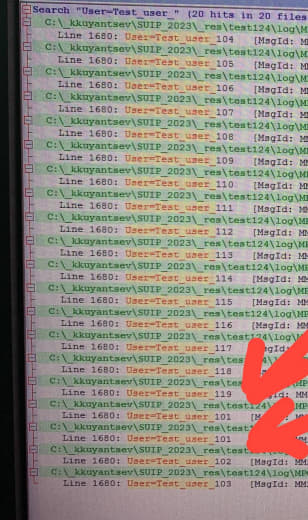 Search "User=Test_user_" (20 hits in 20 files
C:\_kkuyantsev\SUIP_2023\_res\test124\log\M
Line 1680: User=Test_user_104 [MsgId: M
C:\_kkuyantsev\SUIP_2023\_res\test124\log\M
Line 1680: User=Test_user_105 [MsgId: M
C:\_kkuyantsev\SUIP_2023\_res\test124\log\M
Line 1680: User=Test_user_106 [MsgId: M
C:\_kkuyantsev\SUIP_2023\_res\test124\log\M
Line 1680: User=Test_user_107 [MsgId: M
C:\_kkuyantsev\SUIP_2023\_res\test124\log\M
Line 1680: User=Test_user_108 [MsgId: M
C:\_kkuyantsev\SUIP_2023\_res\test124\log\M
Line 1680: User=Test_user_109 [MsgId: MM
C:\_kkuyantsev\SUIP_2023\_res\test124\log\M
Line 1680: User=Test_user_110 [MsgId: MM
C:\_kkuyantsev\SUIP_2023\_res\test124\log\M
Line 1680: User=Test_user_111 [MsgId: MM
C:\_kkuyantsev\SUIP_2023\_res\test124\log\M
Line 1680: User=Test_user_112 [MsgId: MM
C:\_kkuyantsev\SUIP_2023\_res\test124\log\M
Line 1680: User=Test_user_113 [MsgId: MM
C:\_kkuyantsev\SUIP_2023\_res\test124\log\M
Line 1680: User=Test_user_114 [MsgId: MM
C:\_kkuyantsev\SUIP_2023\_res\test124\log\MP
Line 1680: User=Test_user_115 [MsgId: MM
C:\_kkuyantsev\SUIP_2023\_res\test124\log\MP
Line 1680: User=Test_user_116 [MsgId: MM
C:\_kkuyantsev\SUIP_2023\_res\test124\log\MP
Line 1680: User=Test_user_117 [MsgId: MM
C:\_kkuyantsev\SUIP_2023\_res\test124\log
Line 1680: User=Test_user_118 [MsgId:
C:\_kkuyantsev\SUIP_2023\_res\test
Line 1680: User=Test_user_119 MM
C:\_kkuyantsev\SUIP_2023\_res\test124\log\MP
Line 1680: User=Test_user_101
C:\_kkuyantsev\SUIP_2023\_res\test
Line 1680: User=Test_user_101
C:\_kkuyantsev\SUIP_2023\_res\test124\log\MP
Line 1680: User=Test_user_102 [MsgId: MM
C:\_kkuyantsev\SUIP_2023\_res\test124\log\MP
Line 1680: User=Test_user_103 [MsgId: MM